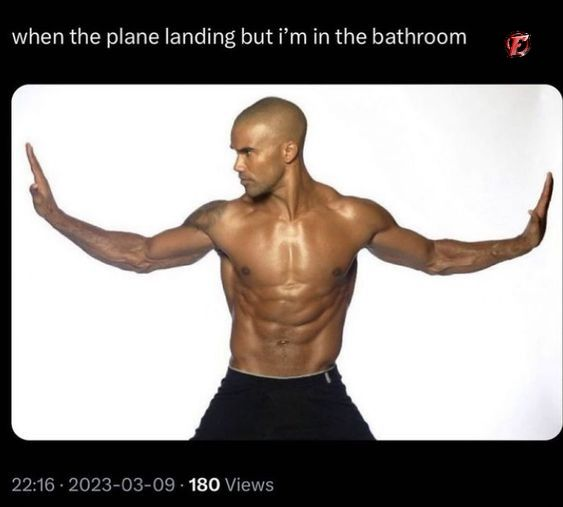 when the plane landing but i’m in the bathroom
22:16 · 2023-03-09 · 180 Views